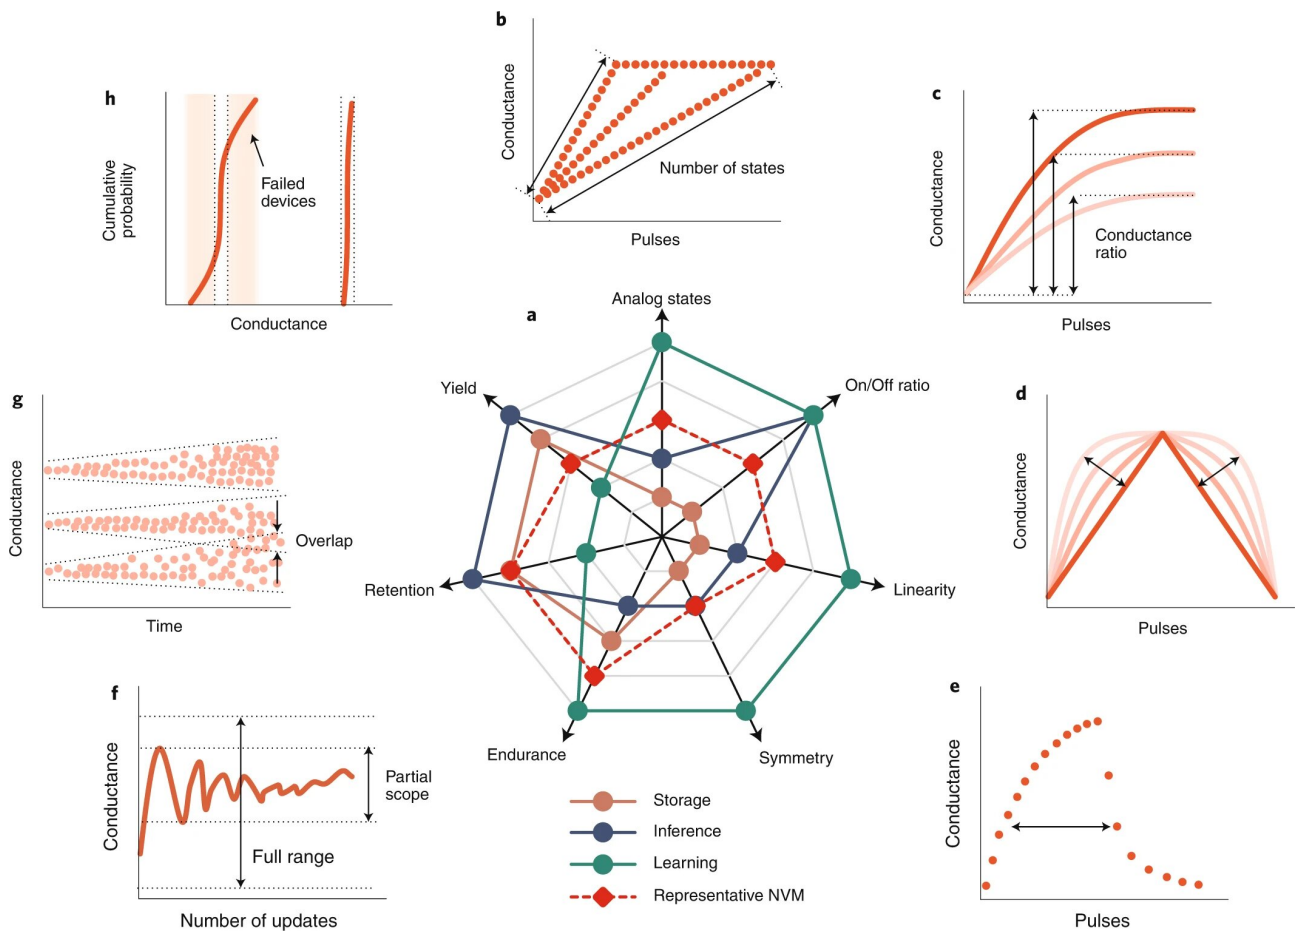 b
Conductance
Number of states
Pulses
h
Cumulative
probability
Failed
devices
Conductance
c
Conductance
Conductance
ratio
Pulses
a
Analog states
Yield
On/Off ratio
Retention
Linearity
Endurance
Symmetry
g
Conductance
Overlap
Time
d
Conductance
Pulses
f
Conductance
Partial
scope
Full range
Number of updates
e
Conductance
Pulses
Storage
Inference
Learning
Representative NVM